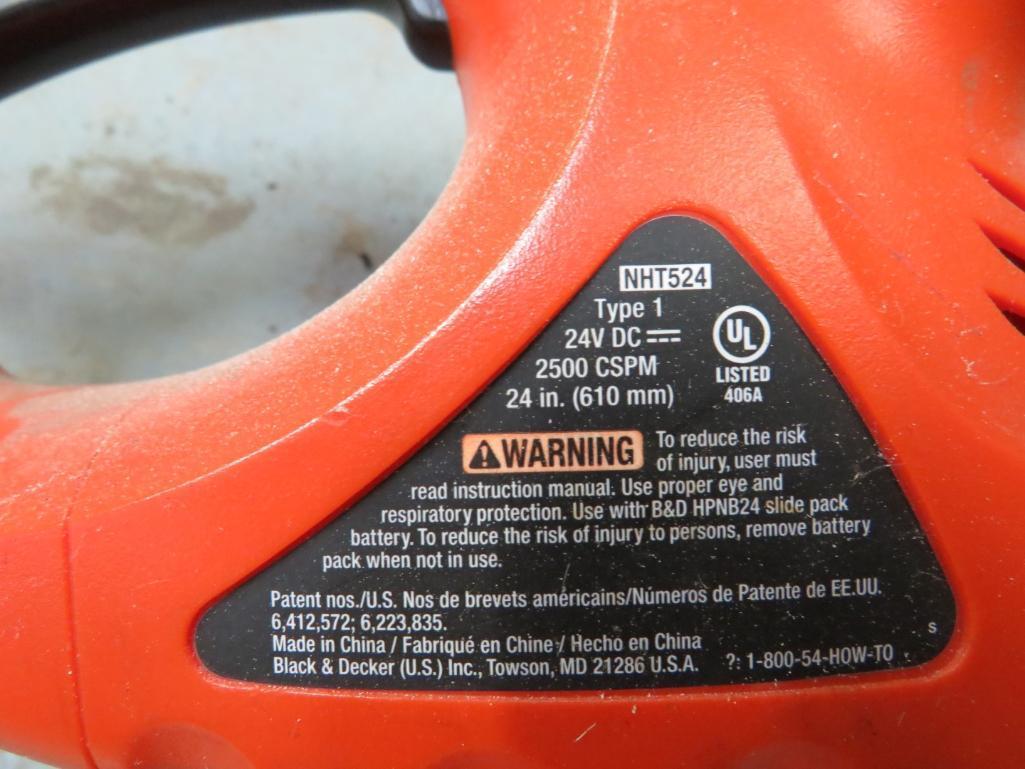 NHT524
Type 1
24V DC
2500 CSPM
24 in. (610 mm)
UL
LISTED
406A
WARNING To reduce the risk
of injury, user must
read instruction manual. Use proper eye and
respiratory protection. Use with B&D HPNB24 slide pack
battery. To reduce the risk of injury to persons, remove battery
pack when not in use.
Patent nos./U.S. Nos de brevets américains/Números de Patente de EE.UU.
6,412,572; 6,223,835.
Made in China / Fabriqué en Chine / Hecho en China
Black & Decker (U.S.) Inc., Towson, MD 21286 U.S.A.
?: 1-800-54-HOW-TO
S